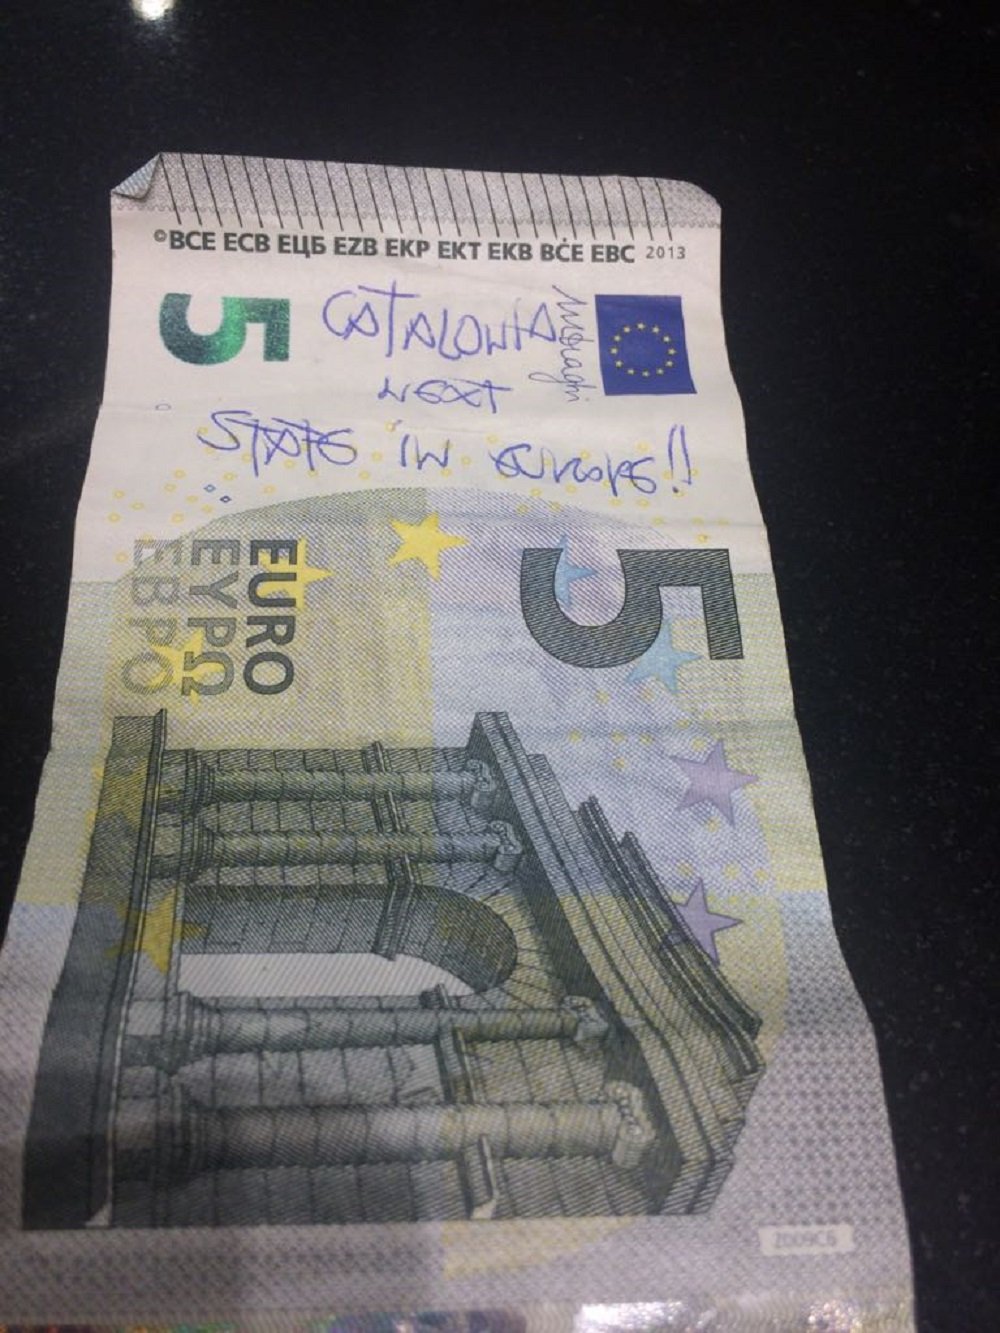 ©BCE ECB ЕЦБ EZB EKP EKT EKB BĊE EBC 2013
5
CATALONIA
NEXT
STATE IN EUROPE!!
MDraghi
5
EURO
ΕΥΡΩ
ЕВРО